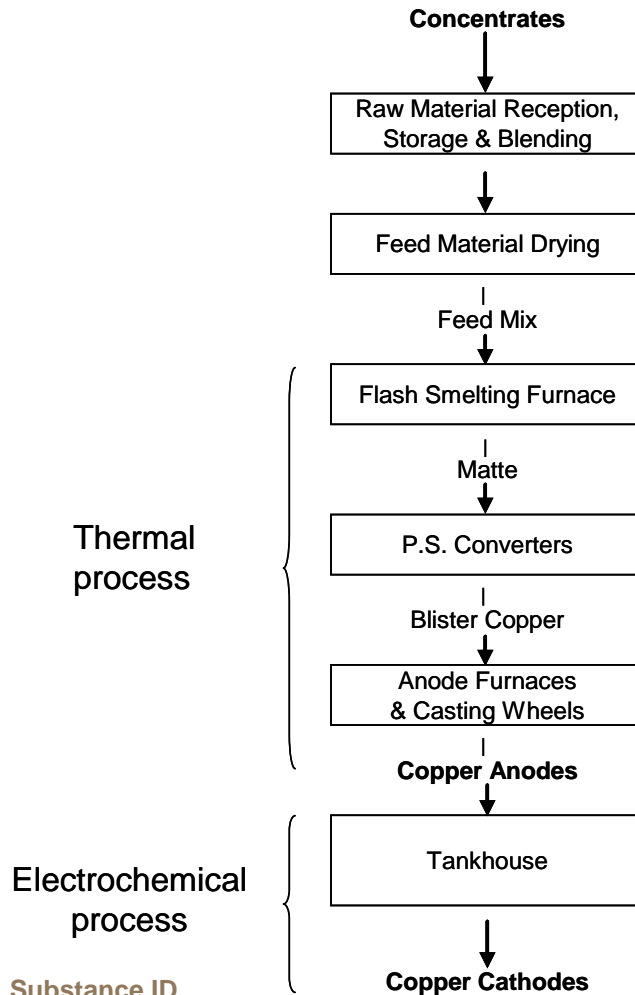 Concentrates
Raw Material Reception,
Storage & Blending
Feed Material Drying
Feed Mix
Flash Smelting Furnace
Matte
Thermal
process
P.S. Converters
Blister Copper
Anode Furnaces
& Casting Wheels
Copper Anodes
Tankhouse
Electrochemical
process
Copper Cathodes
Substance ID